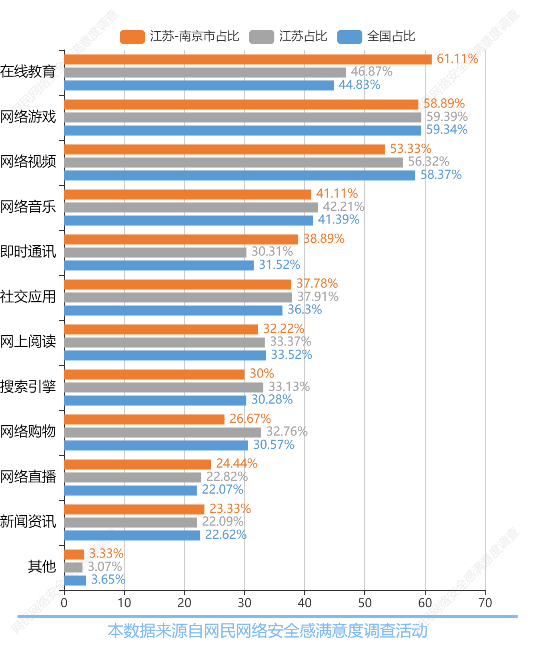 江苏-南京市占比 江苏占比 全国占比
在线教育 61.11% 46.87% 44.83%
网络游戏 58.89% 59.39% 59.34%
网络视频 53.33% 56.32% 58.37%
网络音乐 41.11% 42.21% 41.39%
即时通讯 38.89% 30.31% 31.52%
社交应用 37.78% 37.91% 36.3%
网上阅读 32.22% 33.37% 33.52%
搜索引擎 30% 33.13% 30.28%
网络购物 26.67% 32.76% 30.57%
网络直播 24.44% 22.82% 22.07%
新闻资讯 23.33% 22.09% 22.62%
其他 3.33% 3.07% 3.65%
0 10 20 30 40 50 60 70
本数据来源自网民网络安全感满意度调查活动